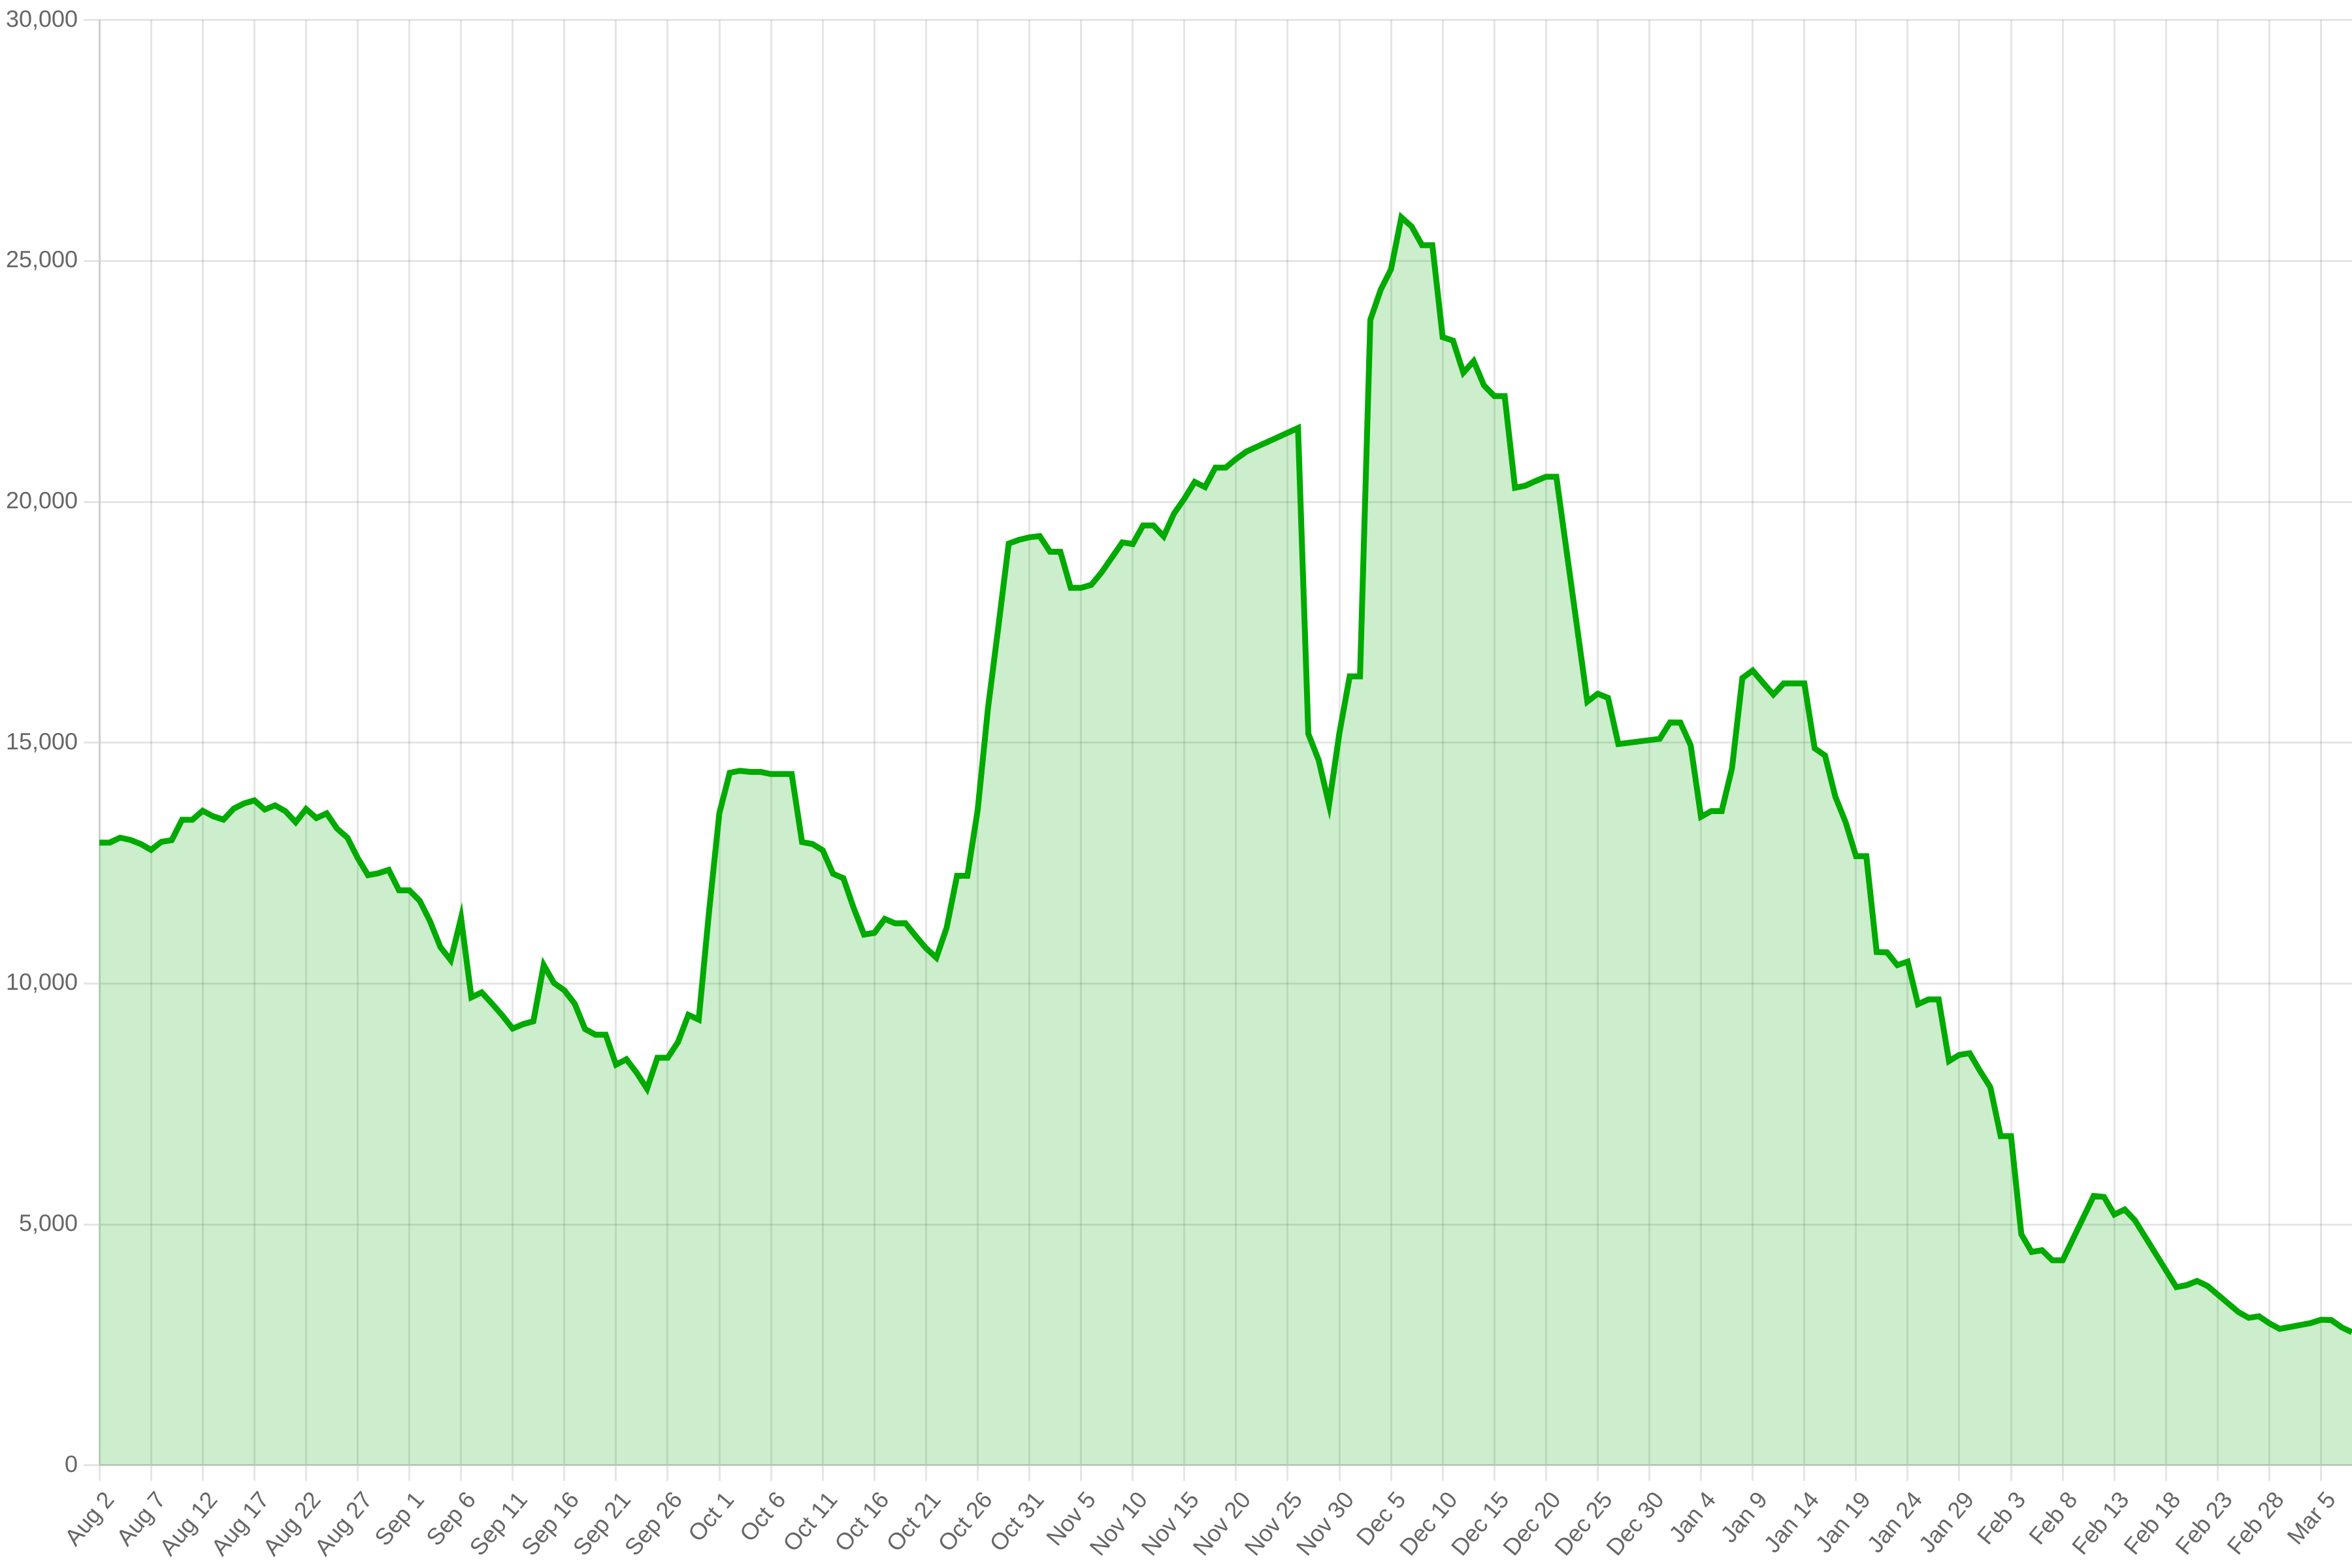 30,000
25,000
20,000
15,000
10,000
5,000
0
Aug 2
Aug 7
Aug 12
Aug 17
Aug 22
Aug 27
Sep 1
Sep 6
Sep 11
Sep 16
Sep 21
Sep 26
Oct 1
Oct 6
Oct 11
Oct 16
Oct 21
Oct 26
Oct 31
Nov 5
Nov 10
Nov 15
Nov 20
Nov 25
Nov 30
Dec 5
Dec 10
Dec 15
Dec 20
Dec 25
Dec 30
Jan 4
Jan 9
Jan 14
Jan 19
Jan 24
Jan 29
Feb 3
Feb 8
Feb 13
Feb 18
Feb 23
Feb 28
Mar 5